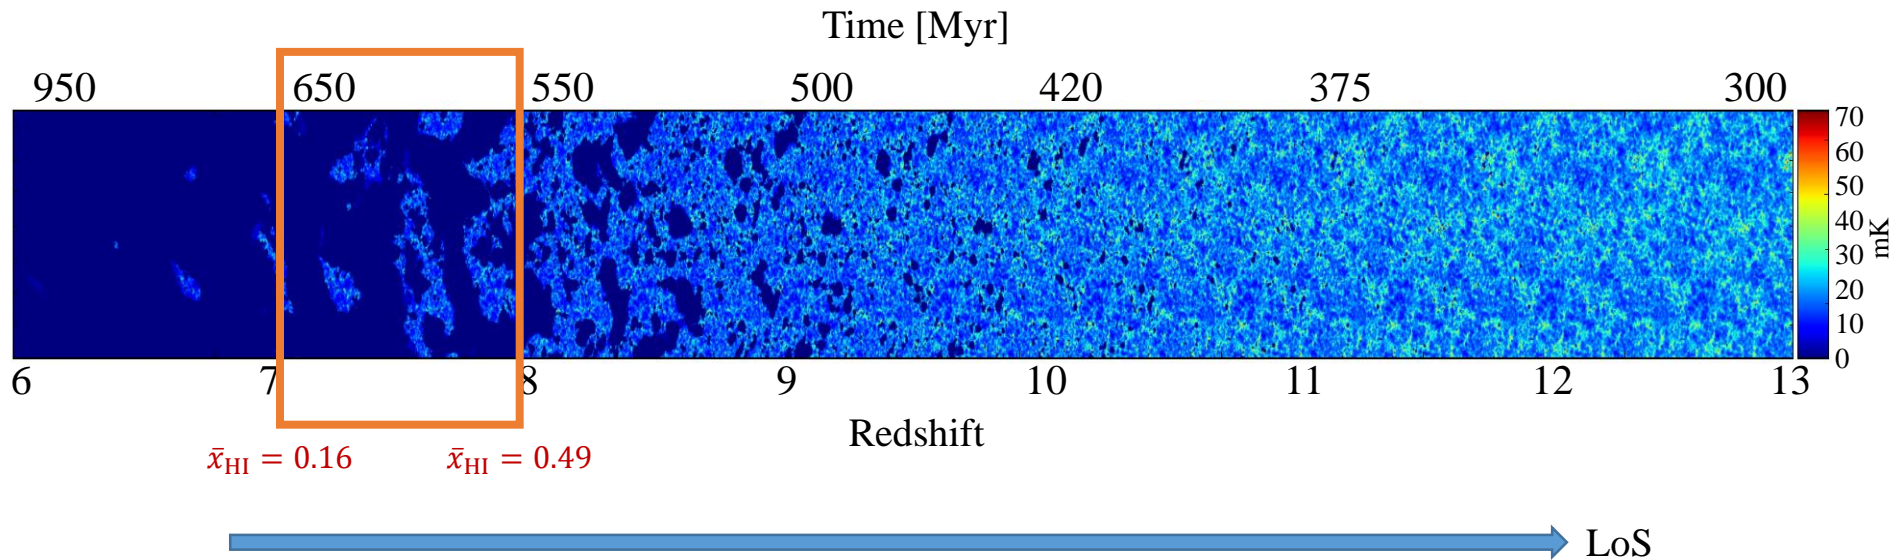 Time [Myr]
950 650 550 500 420 375 300
70
60
50
40
30
20
10
0
mK
6 7 8 9 10 11 12 13
Redshift
x̄HI = 0.16 x̄HI = 0.49
LoS